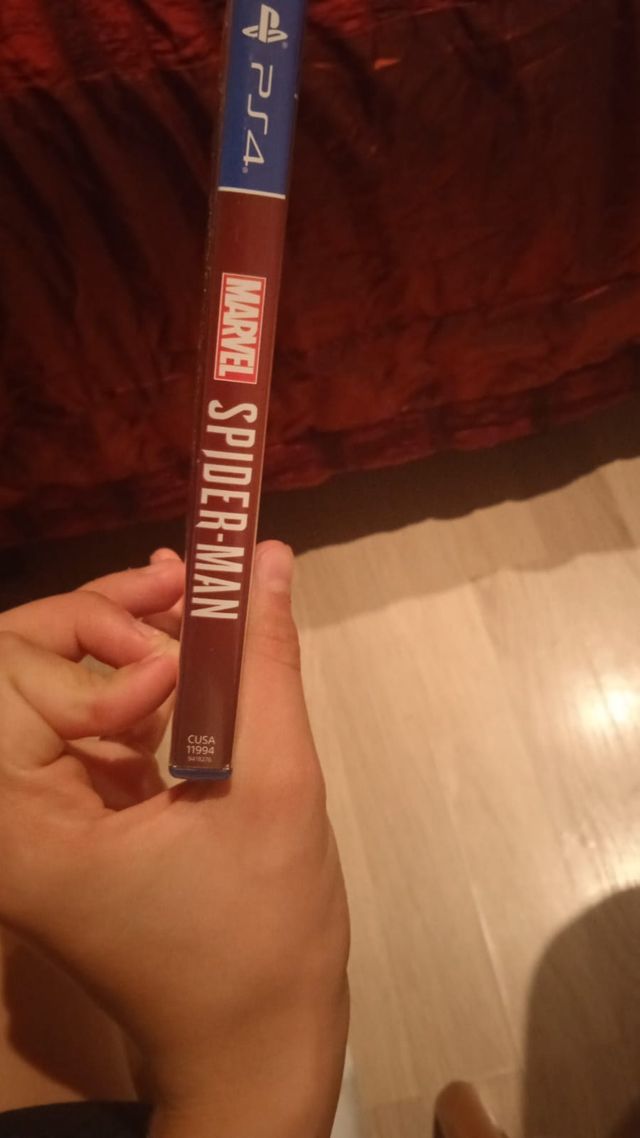 PS4
MARVEL
SPIDER-MAN
CUSA
11994